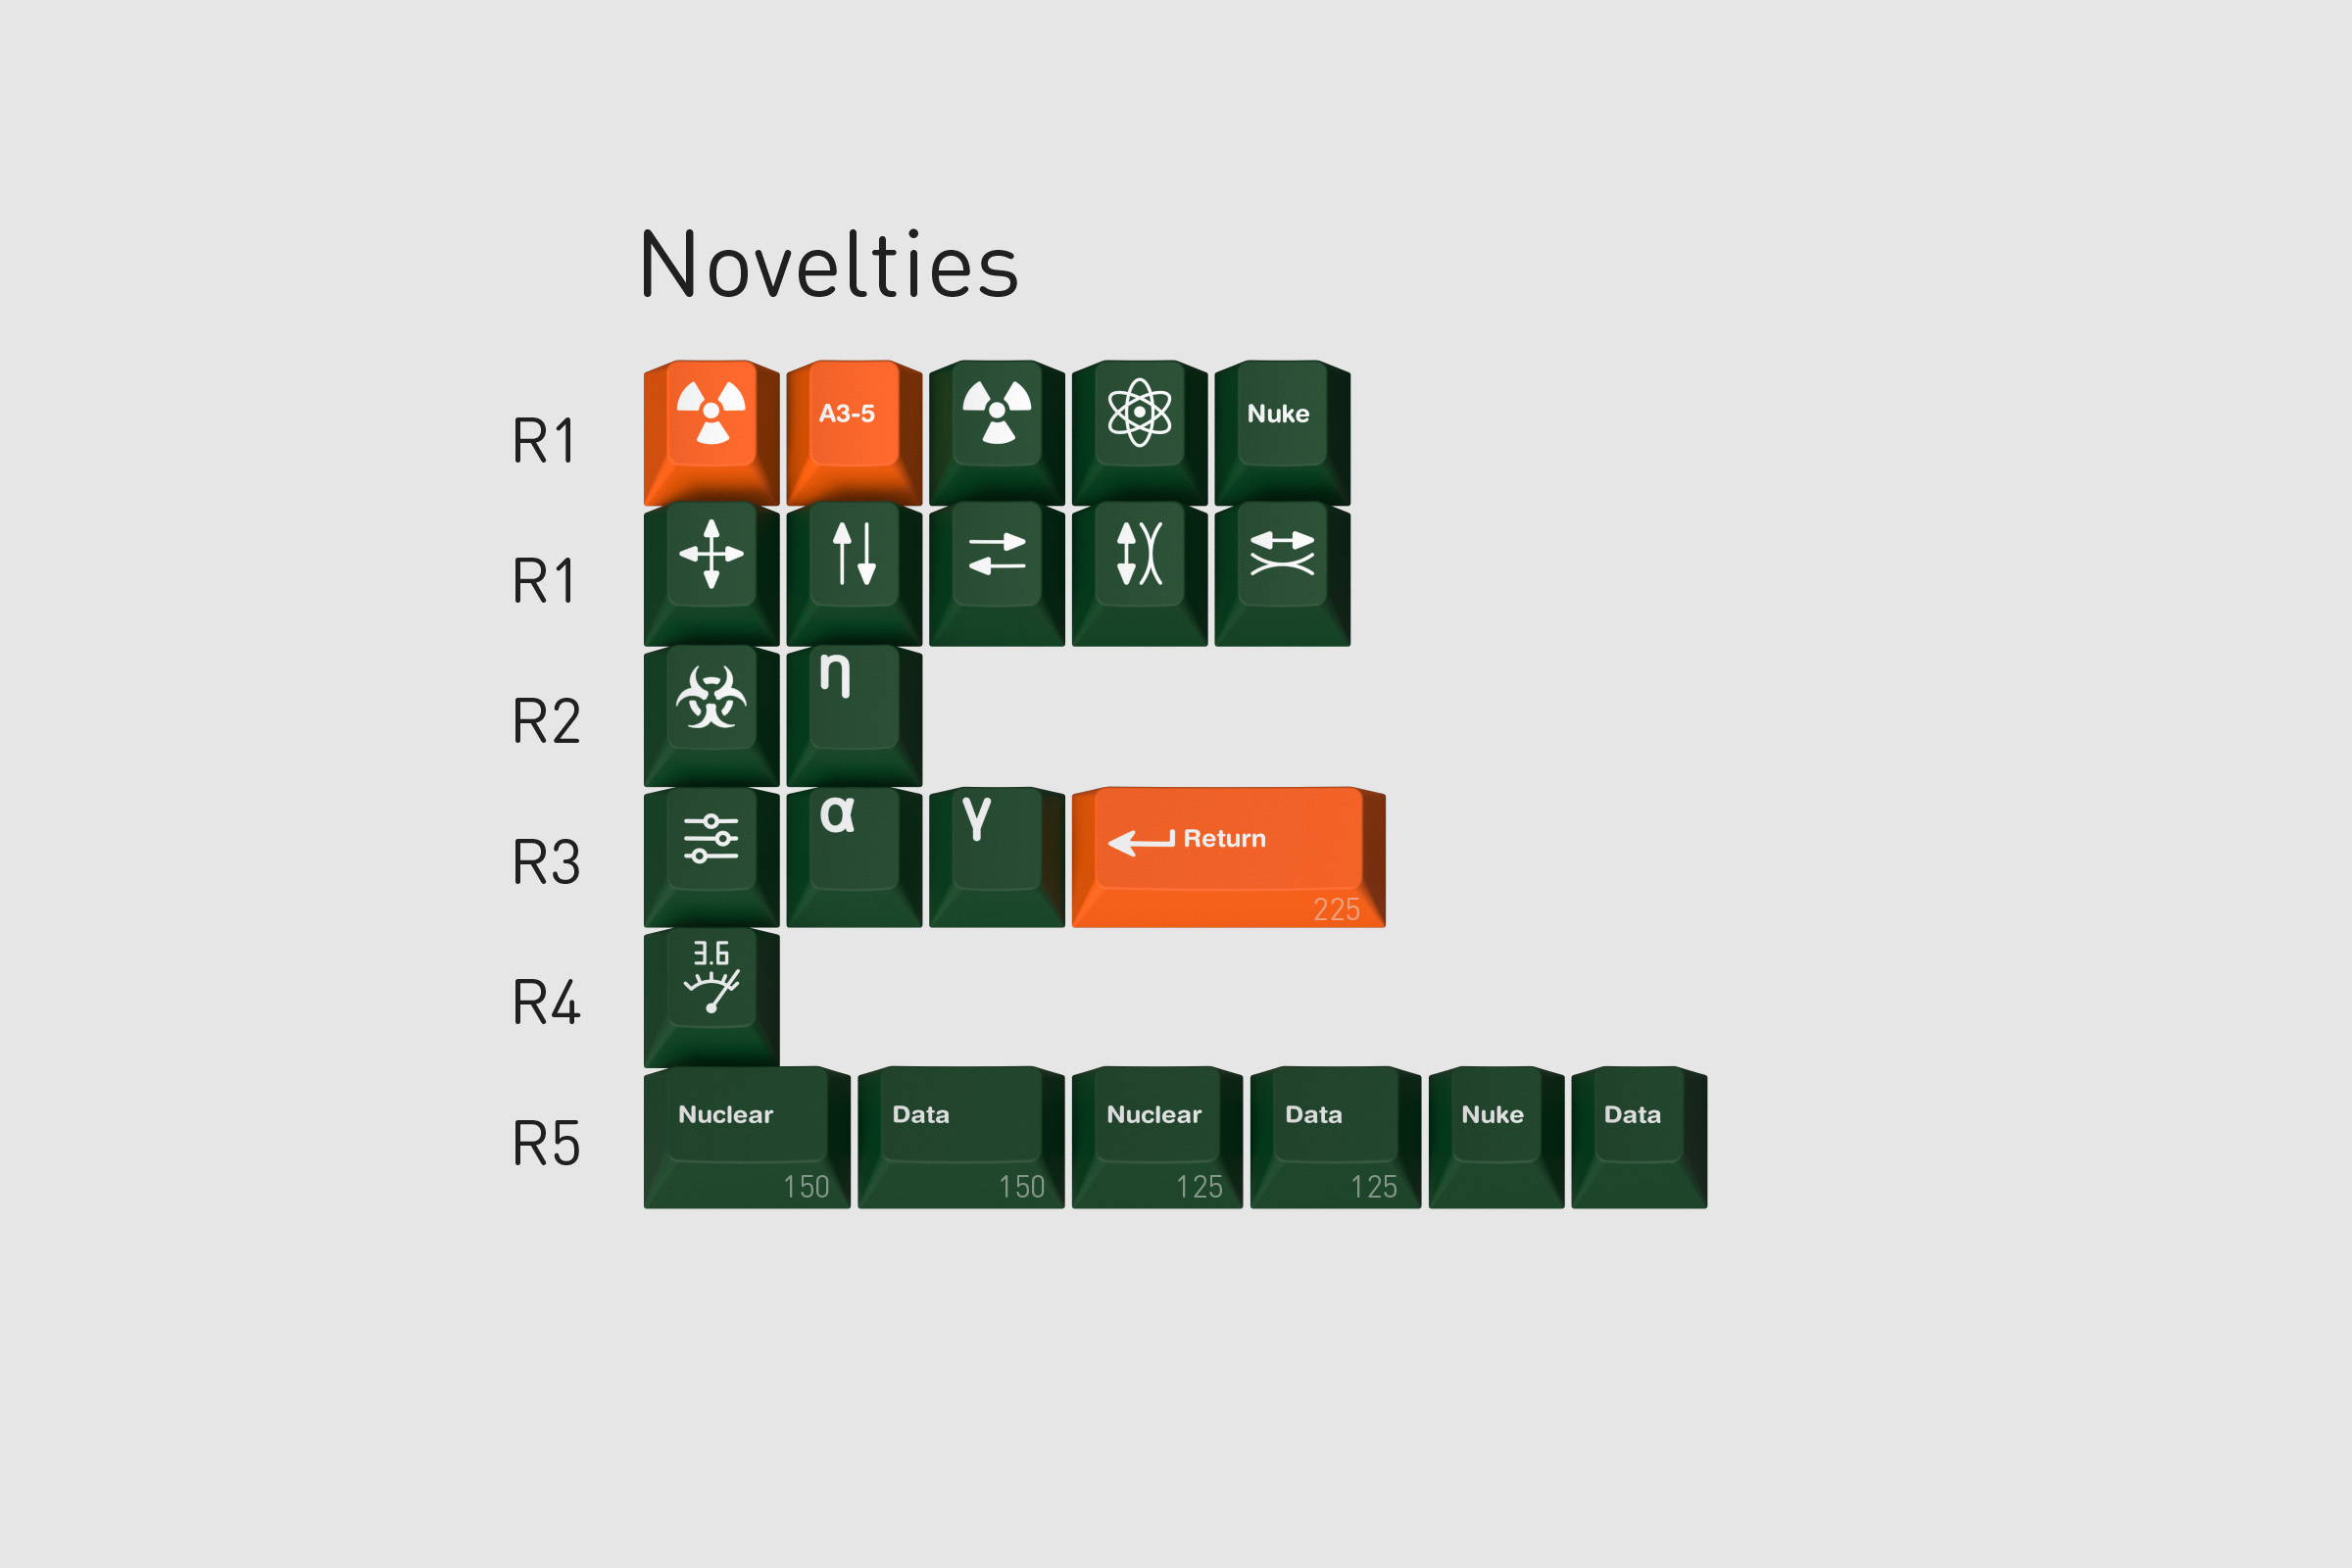 Novelties
R1 A3-5 Nuke
R1
R2 η
R3 α γ Return 225
R4 3.6
R5 Nuclear 150 Data 150 Nuclear 125 Data 125 Nuke Data